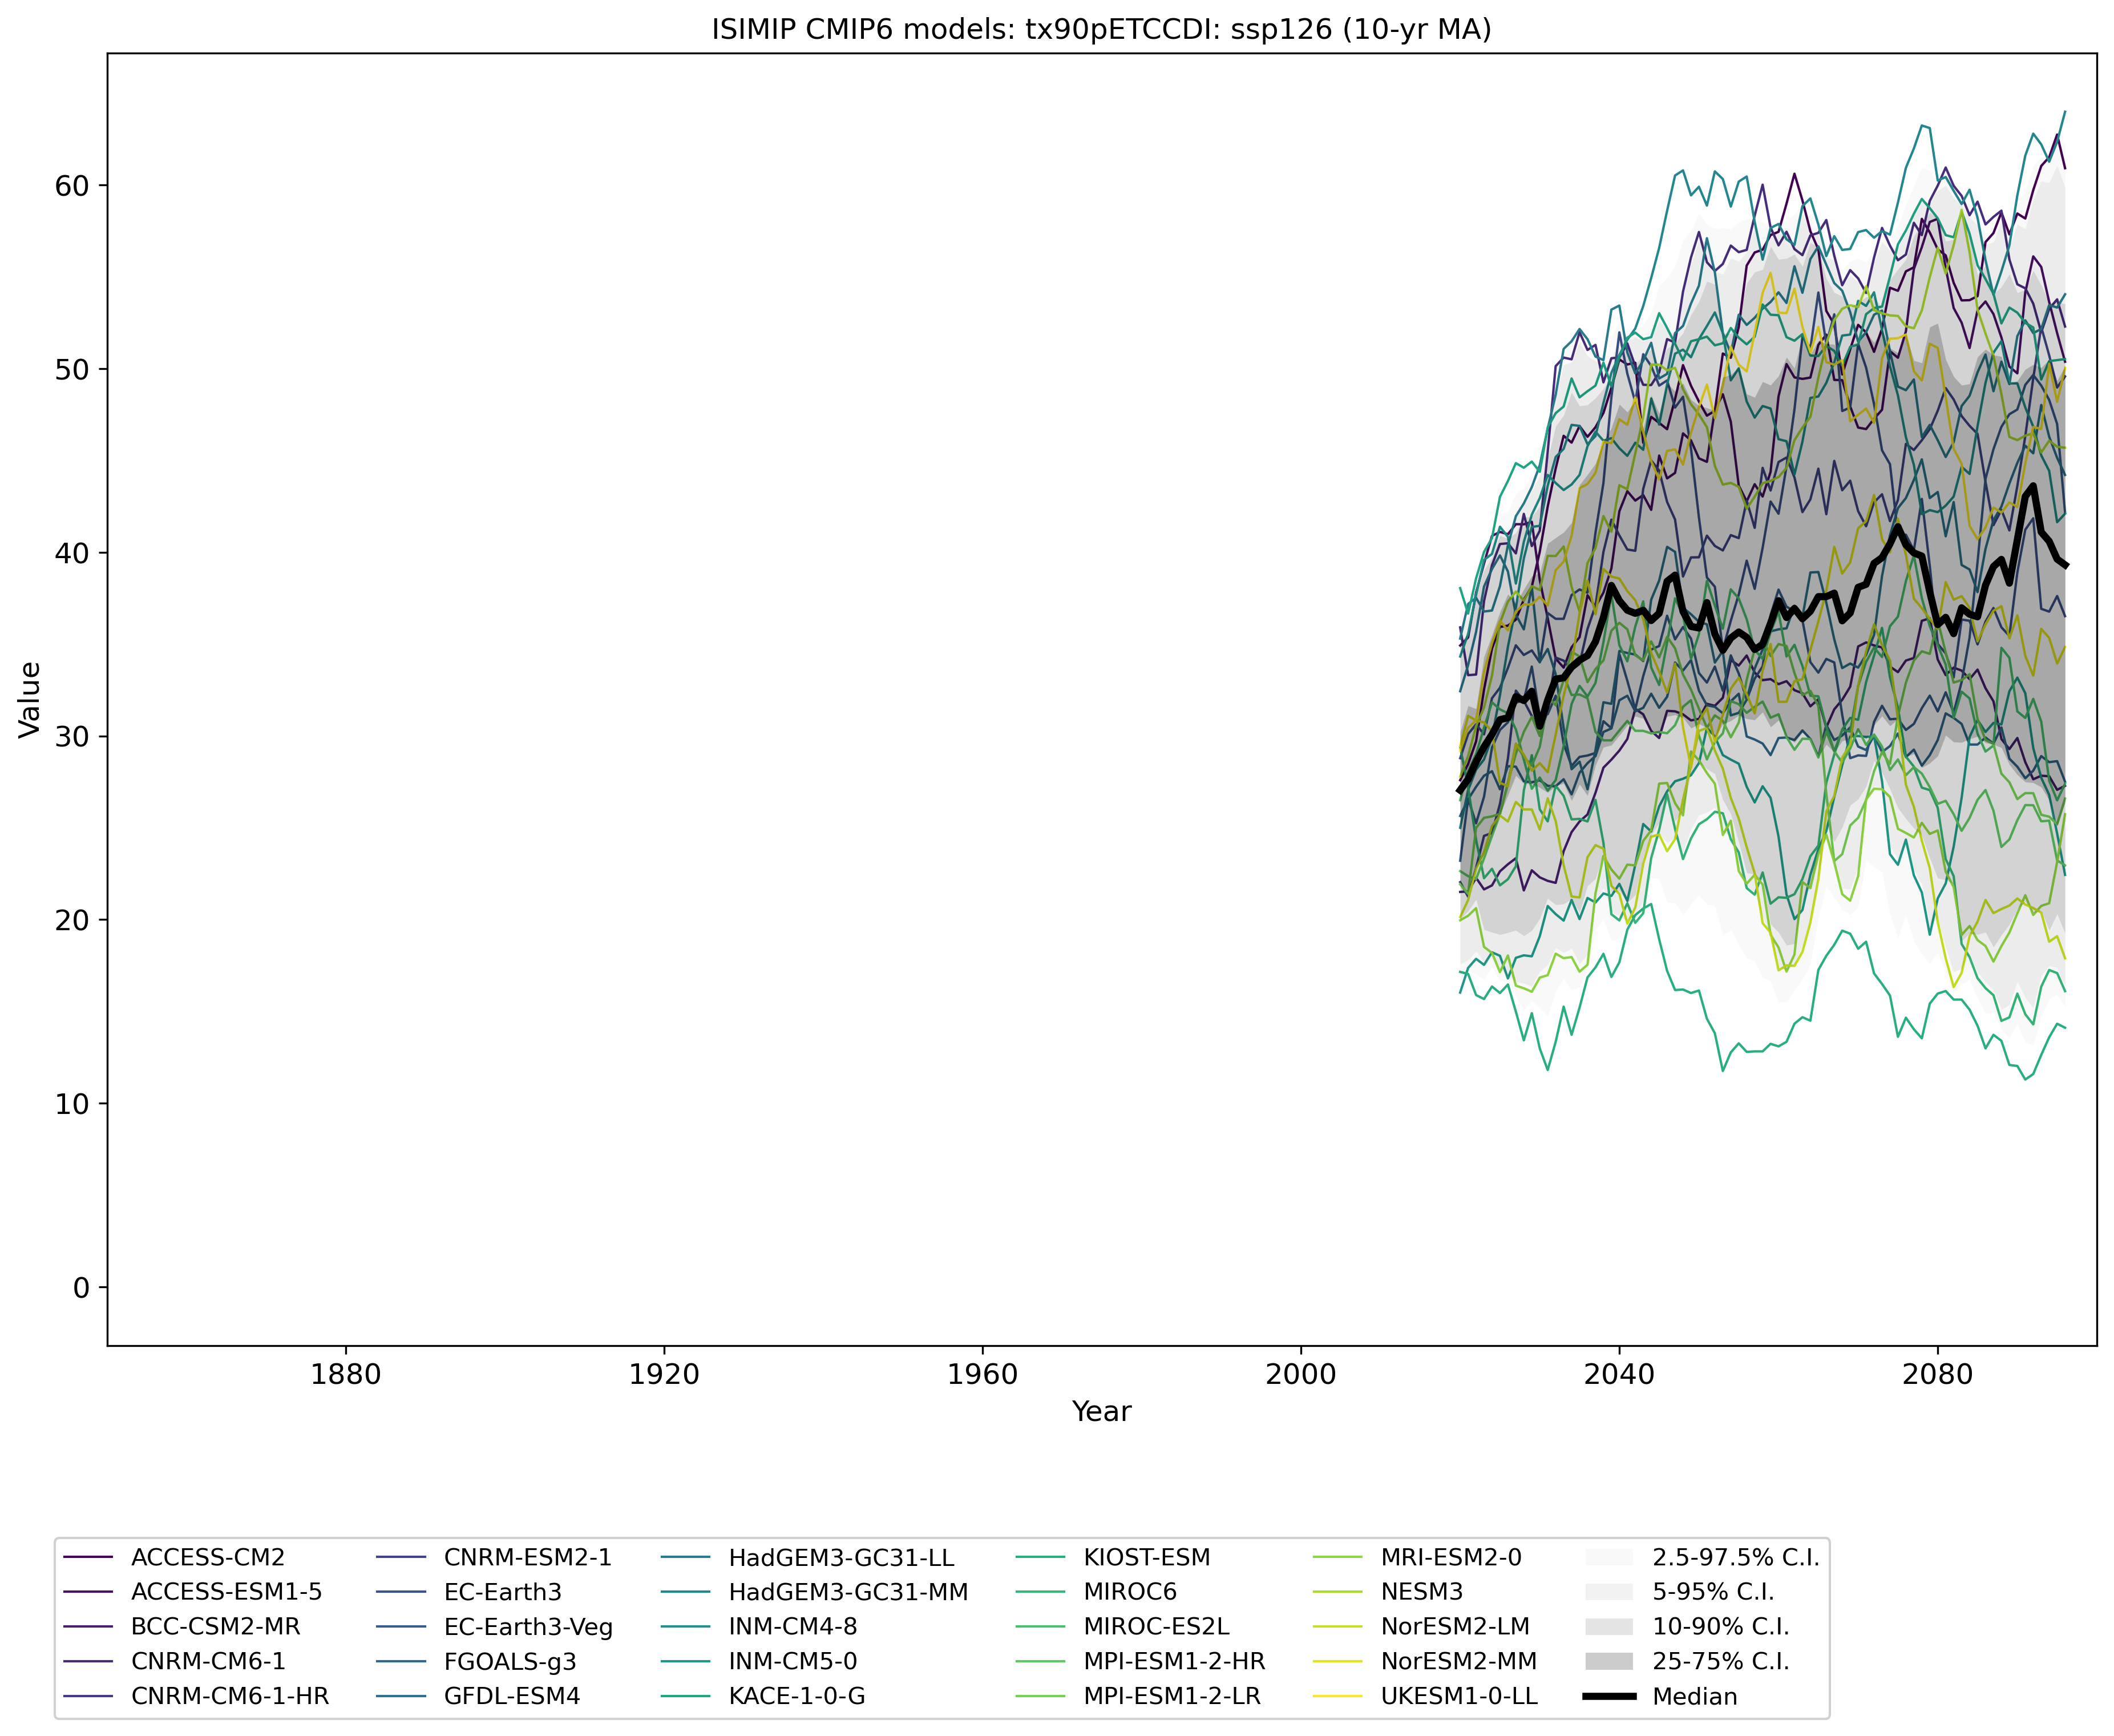 ISIMIP CMIP6 models: tx90pETCCDI: ssp126 (10-yr MA)
Value
60
50
40
30
20
10
0
1880 1920 1960 2000 2040 2080
Year
ACCESS-CM2
ACCESS-ESM1-5
BCC-CSM2-MR
CNRM-CM6-1
CNRM-CM6-1-HR
CNRM-ESM2-1
EC-Earth3
EC-Earth3-Veg
FGOALS-g3
GFDL-ESM4
HadGEM3-GC31-LL
HadGEM3-GC31-MM
INM-CM4-8
INM-CM5-0
KACE-1-0-G
KIOST-ESM
MIROC6
MIROC-ES2L
MPI-ESM1-2-HR
MPI-ESM1-2-LR
MRI-ESM2-0
NESM3
NorESM2-LM
NorESM2-MM
UKESM1-0-LL
2.5-97.5% C.I.
5-95% C.I.
10-90% C.I.
25-75% C.I.
Median